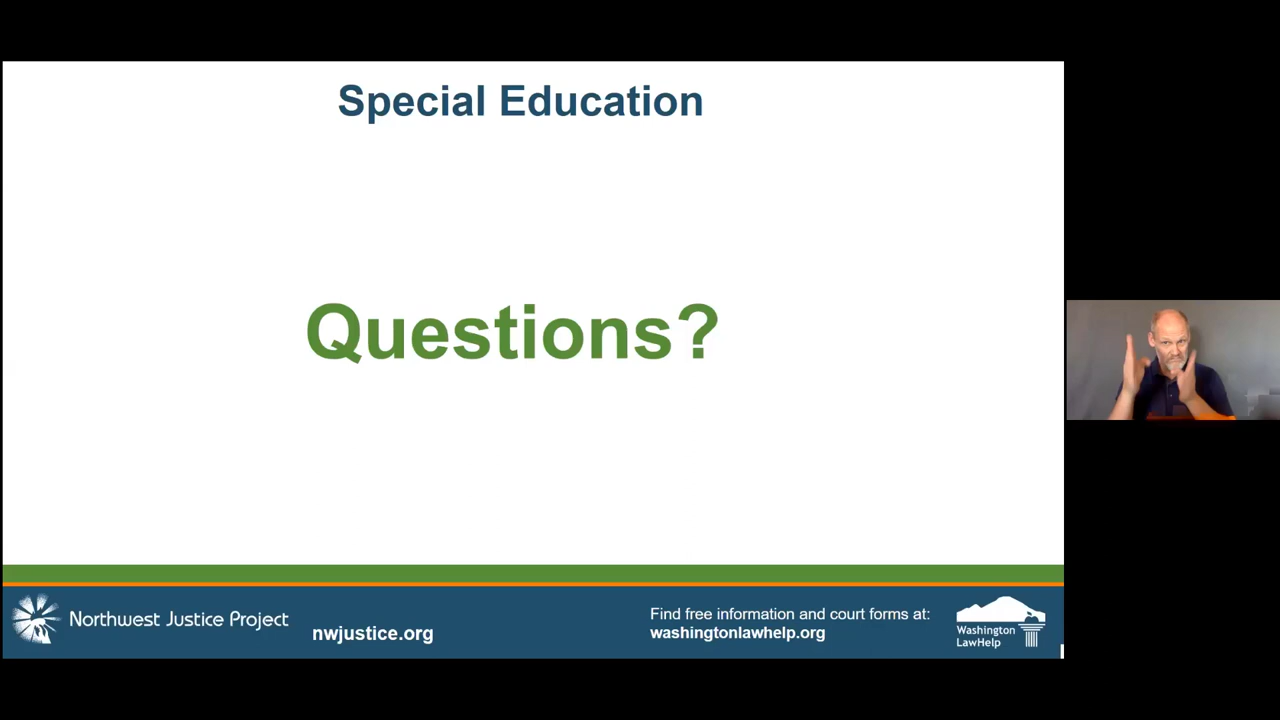 Special Education
Questions?
Northwest Justice Project
nwjustice.org
Find free information and court forms at:
washingtonlawhelp.org
Washington
LawHelp